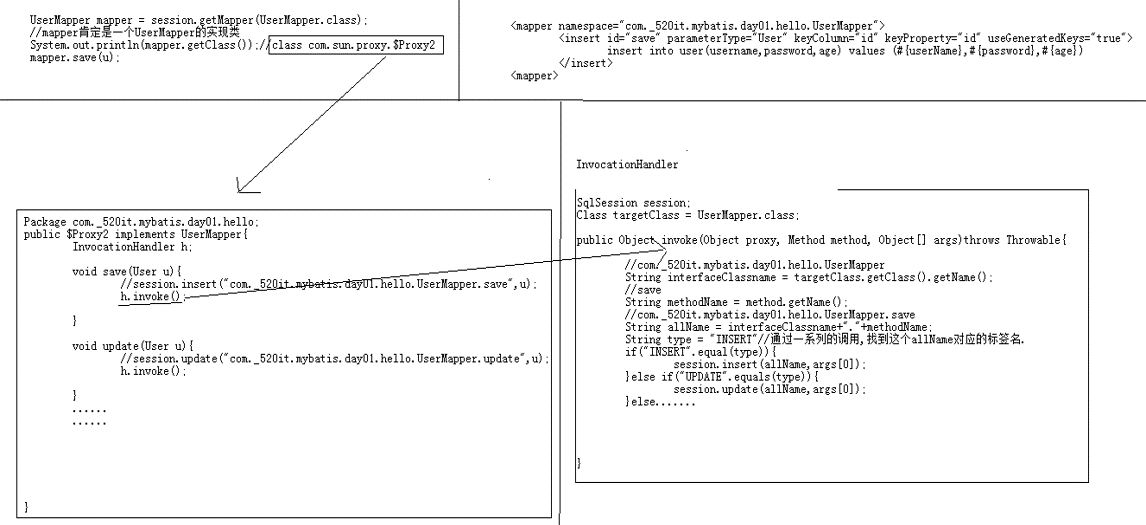 UserMapper mapper = session.getMapper(UserMapper.class);
//mapper肯定是一个UserMapper的实现类
System.out.println(mapper.getClass());//class com.sun.proxy.$Proxy2
mapper.save(u);
<mapper namespace="com._520it.mybatis.day01.hello.UserMapper">
<insert id="save" parameterType="User" keyColumn="id" keyProperty="id" useGeneratedKeys="true">
insert into user(username,password,age) values (#{userName},#{password},#{age})
</insert>
<mapper>
Package com._520it.mybatis.day01.hello;
public $Proxy2 implements UserMapper{
InvocationHandler h;
void save(User u){
//session.insert("com._520it.mybatis.day01.hello.UserMapper.save",u);
h.invoke();
}
void update(User u){
//session.update("com._520it.mybatis.day01.hello.UserMapper.update",u);
h.invoke();
}
......
......
}
InvocationHandler
SqlSession session;
Class targetClass = UserMapper.class;
public Object invoke(Object proxy, Method method, Object[] args)throws Throwable{
//com._520it.mybatis.day01.hello.UserMapper
String interfaceClassname = targetClass.getClass().getName();
//save
String methodName = method.getName();
//com._520it.mybatis.day01.hello.UserMapper.save
String allName = interfaceClassname+"."+methodName;
String type = "INSERT"//通过一系列的调用,找到这个allName对应的标签名.
if("INSERT".equal(type)){
session.insert(allName,args[0]);
}else if("UPDATE".equals(type)){
session.update(allName,args[0]);
}else.......
}